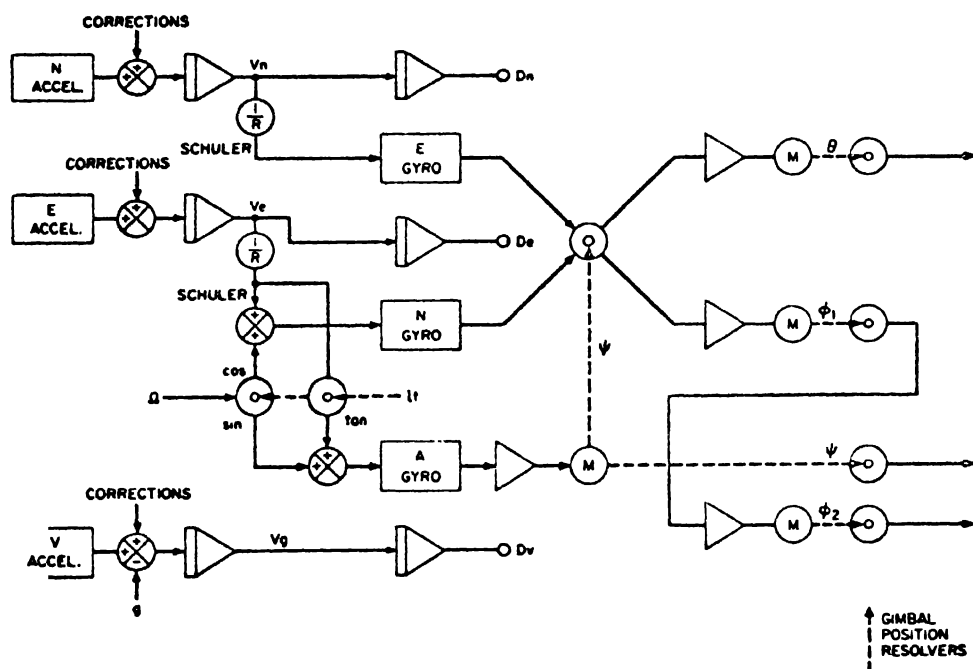 CORRECTIONS
N
ACCEL.
Vn
Dn
1
R
SCHULER
E
GYRO
M
θ
CORRECTIONS
E
ACCEL.
Ve
De
1
R
SCHULER
N
GYRO
M
ϕ1
ψ
cos
Ω
sin
tan
lt
A
GYRO
M
ψ
CORRECTIONS
V
ACCEL.
g
Vg
Dv
M
ϕ2
GIMBAL
POSITION
RESOLVERS